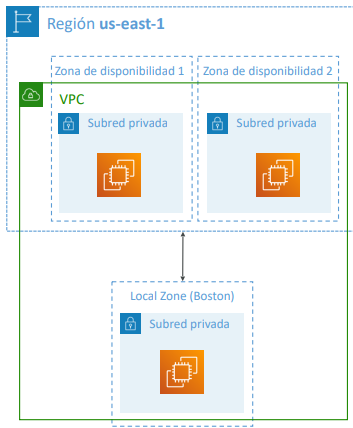 Región us-east-1
Zona de disponibilidad 1
Zona de disponibilidad 2
VPC
Subred privada
Subred privada
Local Zone (Boston)
Subred privada